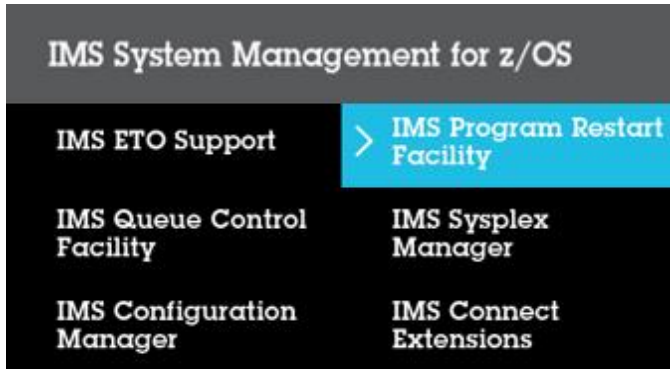 IMS System Management for z/OS
IMS ETO Support
> IMS Program Restart
Facility
IMS Queue Control
Facility
IMS Sysplex
Manager
IMS Configuration
Manager
IMS Connect
Extensions